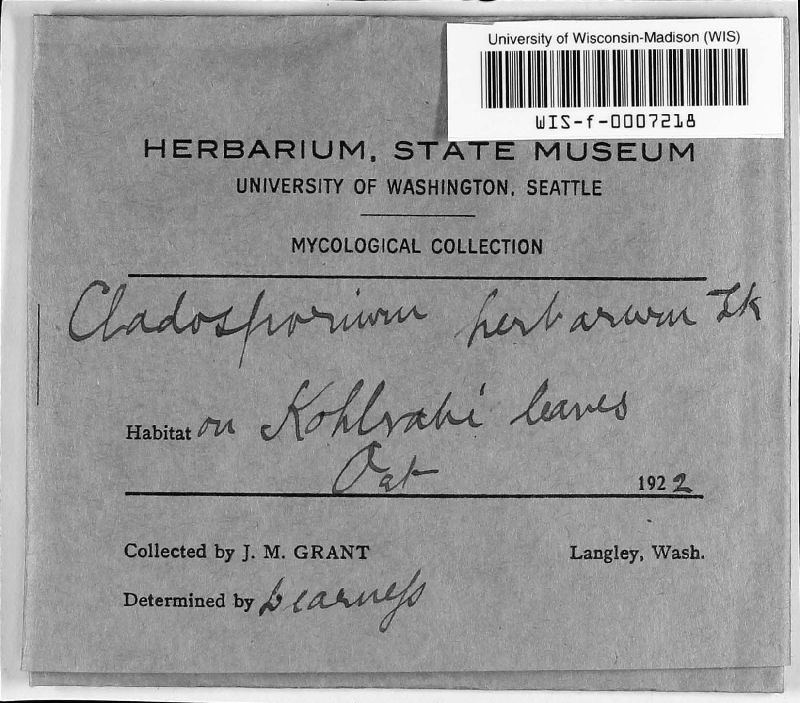 University of Wisconsin-Madison (WIS)
WIS-f-0007218
HERBARIUM, STATE MUSEUM
UNIVERSITY OF WASHINGTON, SEATTLE
MYCOLOGICAL COLLECTION
Cladosporium herbarum Lk
Habitat on Kohlrabi leaves
Oct 1922
Collected by J. M. GRANT Langley, Wash.
Determined by Dearness